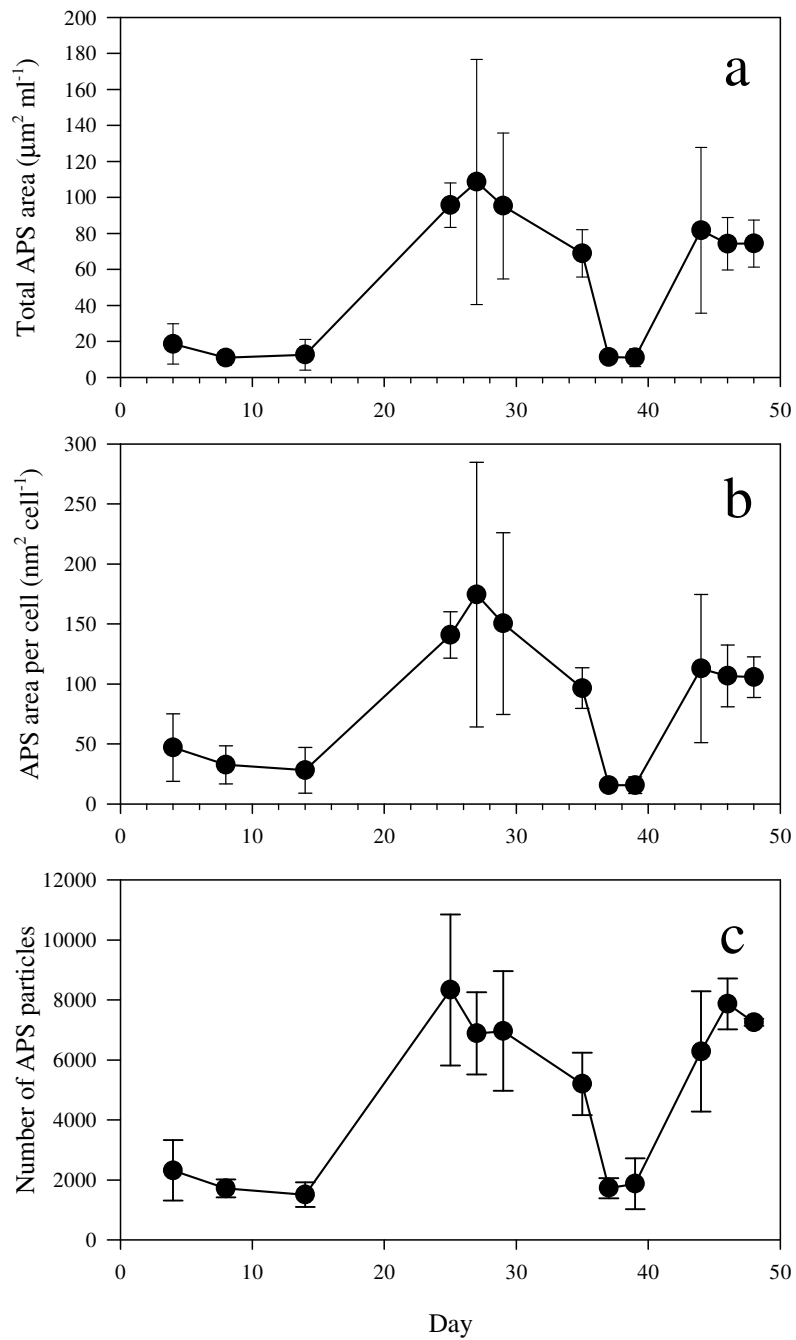 200
180
160
140
120
100
80
60
40
20
0
Total APS area (μm² ml⁻¹)
a
0 10 20 30 40 50
300
250
200
150
100
50
0
APS area per cell (nm² cell⁻¹)
b
0 10 20 30 40 50
12000
10000
8000
6000
4000
2000
0
Number of APS particles
c
0 10 20 30 40 50
Day